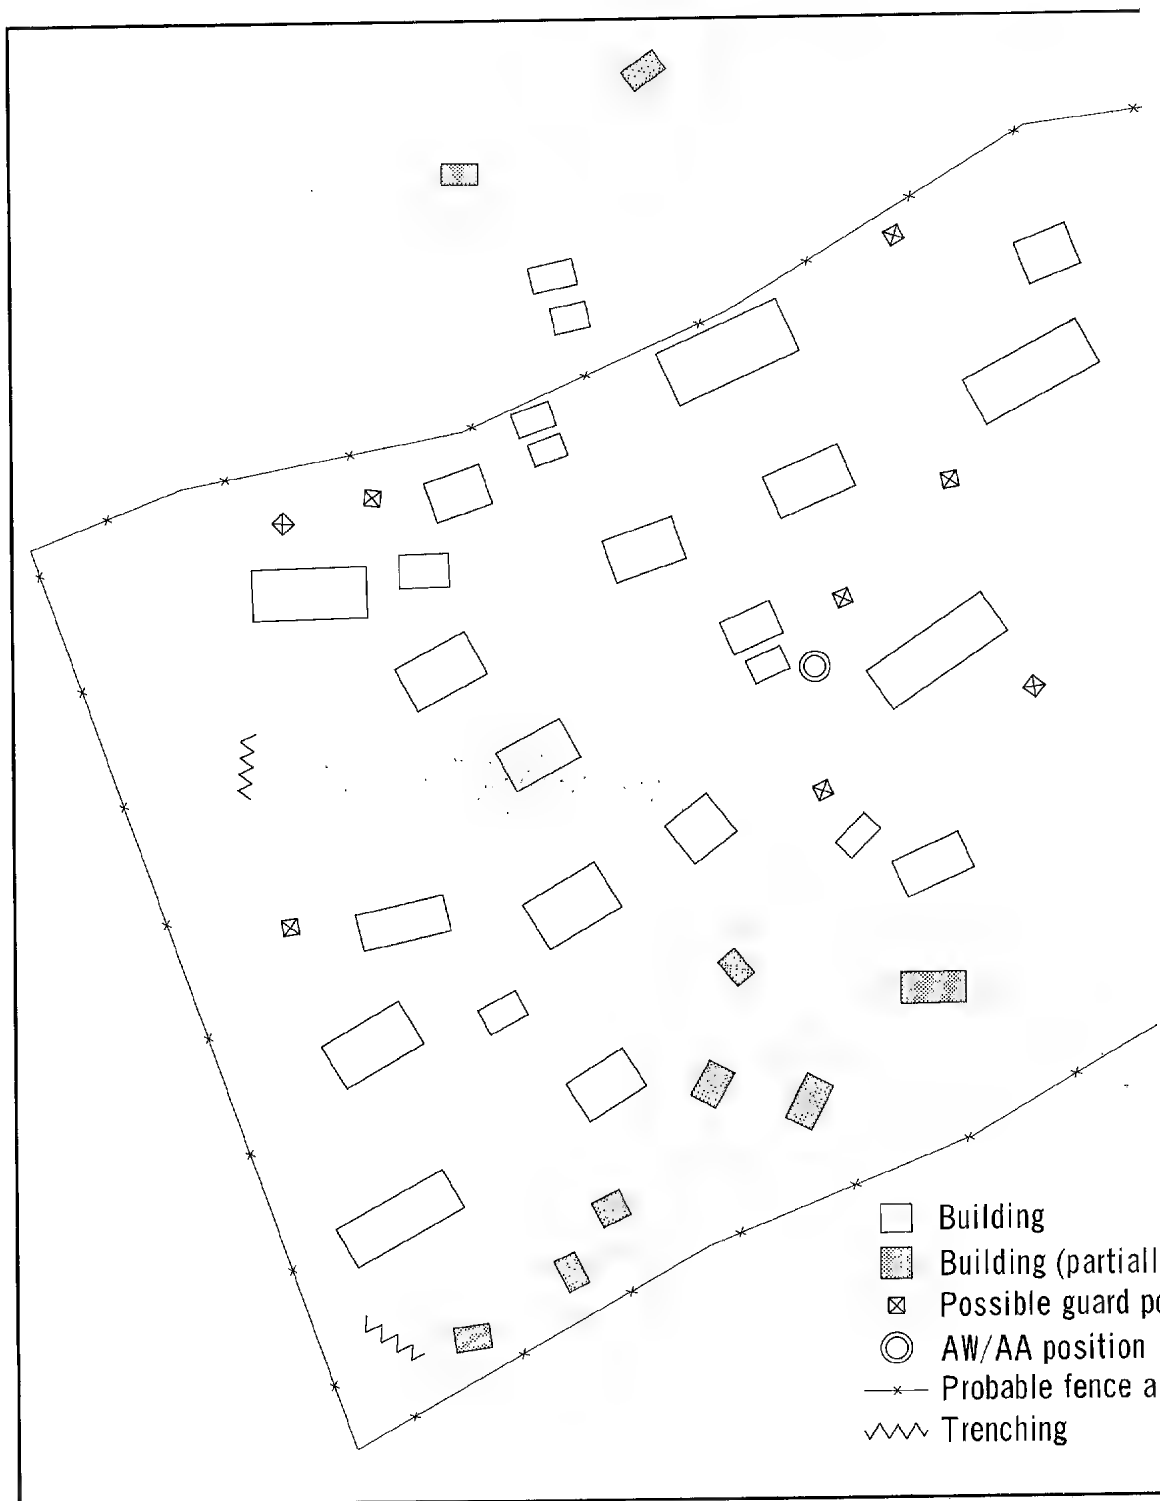 Building
Building (partiall
Possible guard po
AW/AA position
Probable fence a
Trenching